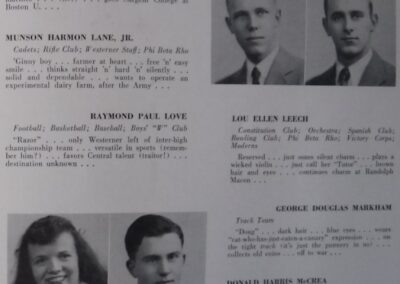 Boston U. . . .
MUNSON HARMON LANE, JR.
Cadets; Rifle Club; Westerner Staff; Phi Beta Rho
'Ginny boy . . . farmer at heart . . . free 'n' easy
smile . . . thinks straight 'n' hard 'n' silently . . .
solid and dependable . . . wants to operate an
experimental dairy farm, after the Army . . .
RAYMOND PAUL LOVE
Football; Basketball; Baseball; Boys' "W" Club
"Razor" . . . only Westerner left of inter-high
championship team . . . versatile in sports (remem-
ber him?) . . . favors Central talent (traitor!) . . .
destination unknown . . .
LOU ELLEN LEECH
Constitution Club; Orchestra; Spanish Club;
Bowling Club; Phi Beta Rho; Victory Corps;
Moderns
Reserved . . . just oozes silent charm . . . plays a
wicked violin . . . just call her "Tater" . . . brown
hair and eyes . . . continues charm at Randolph
Macon . . .
GEORGE DOUGLAS MARKHAM
Track Team
"Doug" . . . dark hair . . . blue eyes . . . wears
"cat-who-has-just-eaten-a-canary" expression . . . on
the right track (it's just the pioneer in us) . . .
collects old coins . . . off to war . . .
DONALD HARRIS McCREA